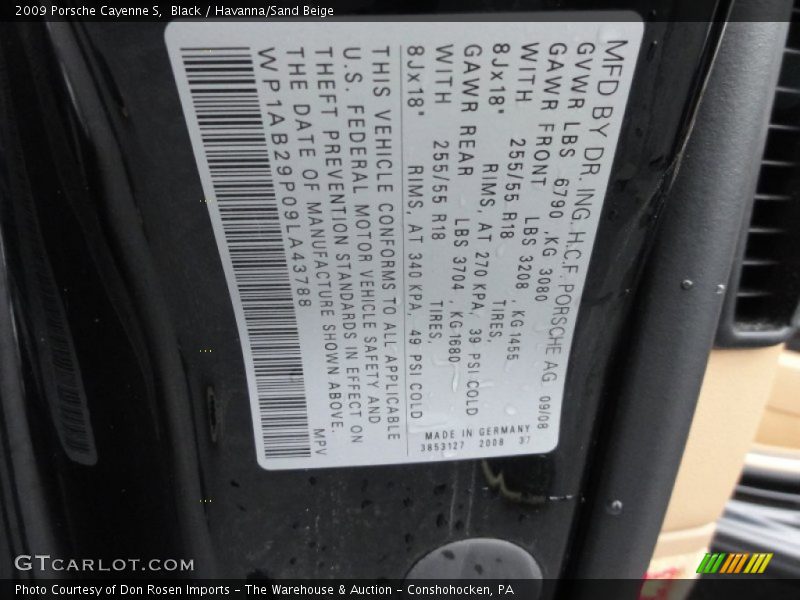 2009 Porsche Cayenne S,  Black / Havanna/Sand Beige
MFD BY DR. ING. H.C.F. PORSCHE AG 09/08
GVWR LBS 6790 ,KG 3080
GAWR FRONT LBS 3208 , KG1455
WITH 255/55 R18 TIRES,
8Jx18" RIMS, AT 270 KPA, 39 PSI COLD
GAWR REAR LBS 3704 , KG1680
WITH 255/55 R18 TIRES,
8Jx18" RIMS, AT 340 KPA, 49 PSI COLD
MADE IN GERMANY
3853127 2008 37
THIS VEHICLE CONFORMS TO ALL APPLICABLE
U.S. FEDERAL MOTOR VEHICLE SAFETY AND
THEFT PREVENTION STANDARDS IN EFFECT ON
THE DATE OF MANUFACTURE SHOWN ABOVE.
WP1AB29P09LA43788 MPV
GTCARLOT.COM
Photo Courtesy of Don Rosen Imports – The Warehouse & Auction – Conshohocken, PA